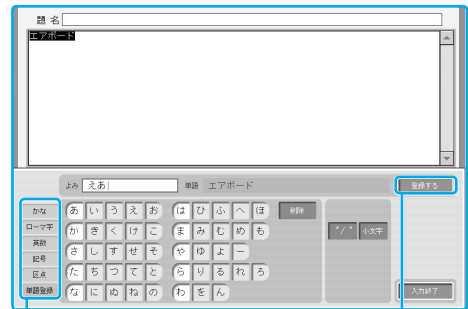 題 名
エアボード
よみ えあ 単語 エアボード 登録する
かな あ い う え お は ひ ふ へ ほ 削除
ローマ字 か き く け こ ま み む め も ゛/゜ 小文字
英数 さ し す せ そ や ゆ よ ー
記号
区点 た ち つ て と ら り る れ ろ
単語登録 な に ぬ ね の わ を ん 入力終了